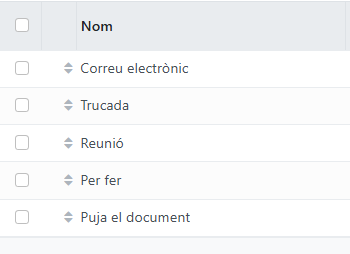 Nom
Correu electrònic
Trucada
Reunió
Per fer
Puja el document